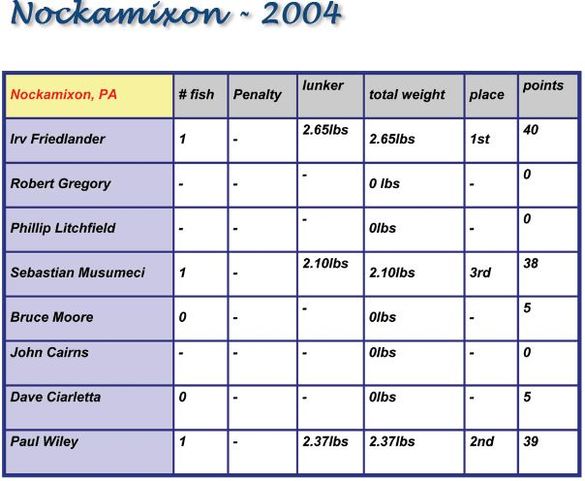 Nockamixon ~ 2004
Nockamixon, PA # fish Penalty lunker total weight place points
Irv Friedlander 1 - 2.65lbs 2.65lbs 1st 40
Robert Gregory - - - 0 lbs - 0
Phillip Litchfield - - - 0lbs - 0
Sebastian Musumeci 1 - 2.10lbs 2.10lbs 3rd 38
Bruce Moore 0 - - 0lbs - 5
John Cairns - - - 0lbs - 0
Dave Ciarletta 0 - - 0lbs - 5
Paul Wiley 1 - 2.37lbs 2.37lbs 2nd 39